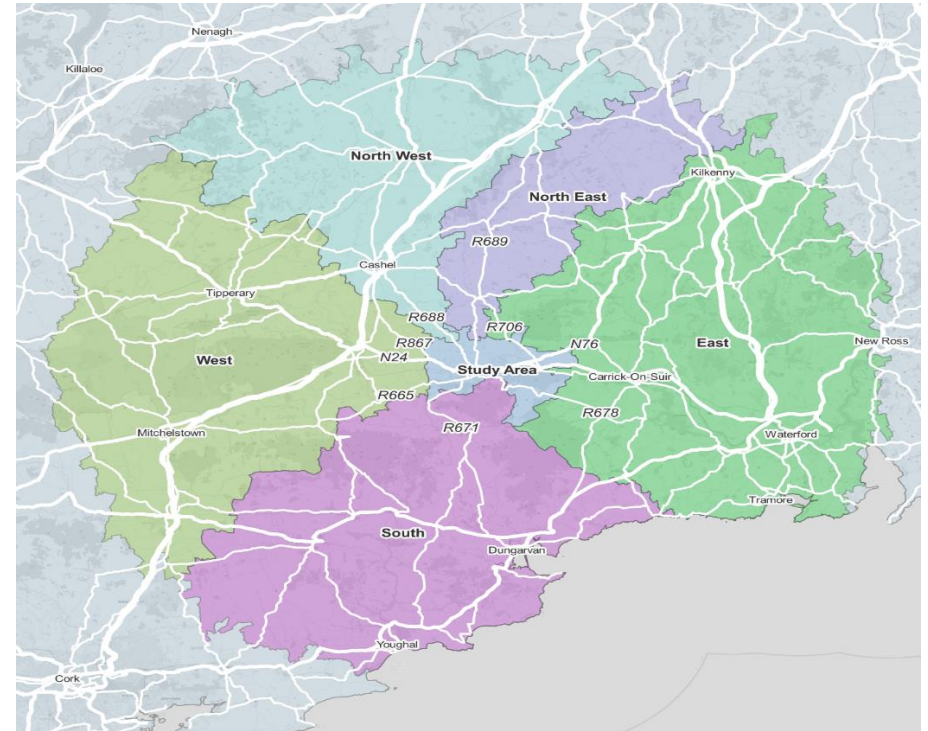 Nenagh
Killaloe
North West
Kilkenny
North East
R689
Cashel
Tipperary
R688
R706
R867
N76
East
New Ross
N24
West
Study Area
Carrick-On-Suir
R665
R678
R671
Mitchelstown
Waterford
Tramore
South
Dungarvan
Youghal
Cork